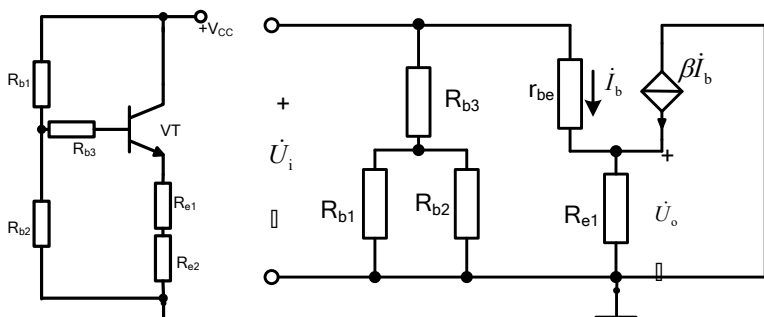 +V_CC
R_b1
R_b3
VT
R_b2
R_e1
R_e2
+
U̇_i
▯
R_b3
R_b1
R_b2
r_be
İ_b
βİ_b
+
R_e1
U̇_o
▯